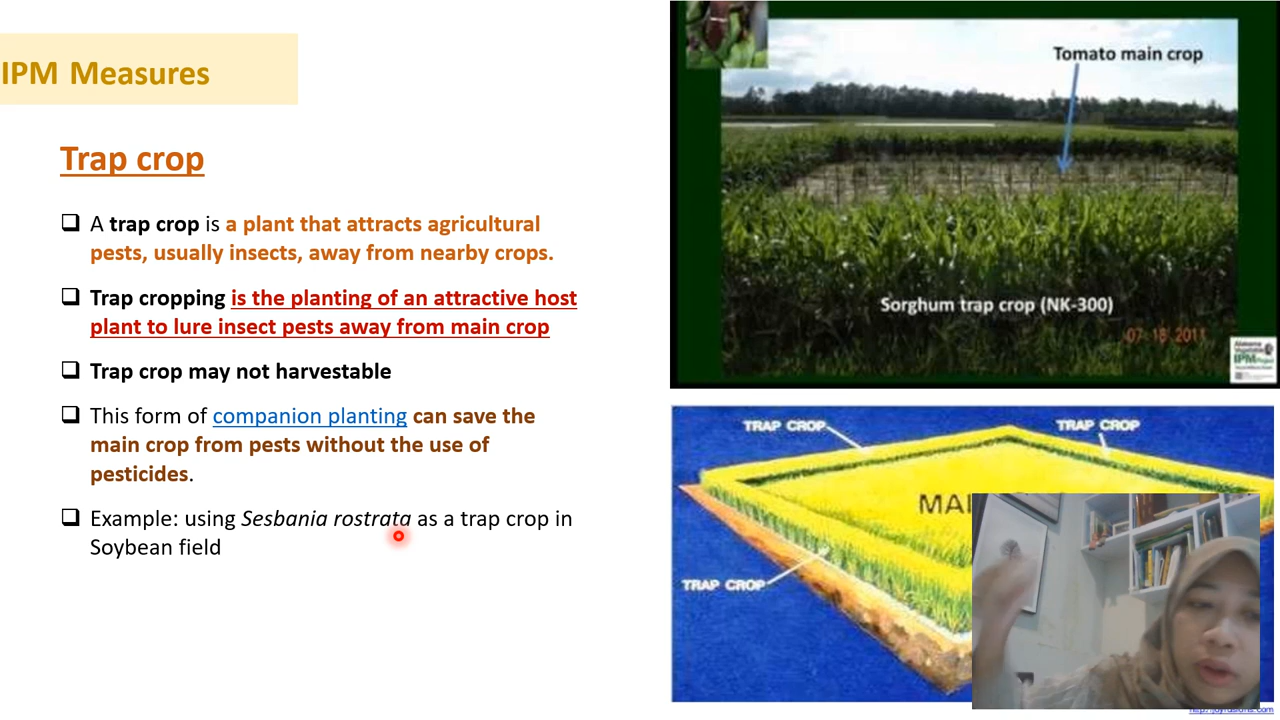 IPM Measures
Trap crop
A trap crop is a plant that attracts agricultural
pests, usually insects, away from nearby crops.
Trap cropping is the planting of an attractive host
plant to lure insect pests away from main crop
Trap crop may not harvestable
This form of companion planting can save the
main crop from pests without the use of
pesticides.
Example: using Sesbania rostrata as a trap crop in
Soybean field
Tomato main crop
Sorghum trap crop (NK-300)
07 18 2011
Alabama
Vegetable
IPM Project
TRAP CROP
TRAP CROP
MAI
TRAP CROP